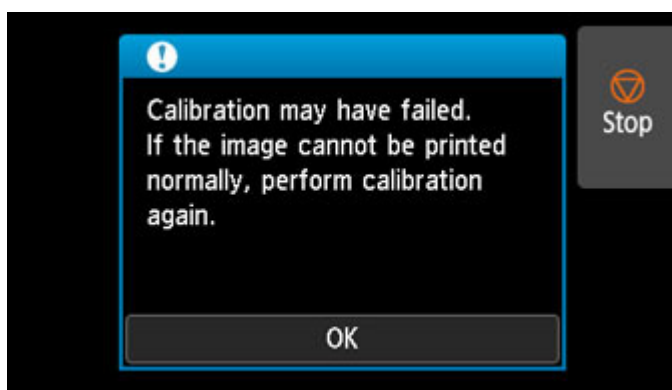 Calibration may have failed.
If the image cannot be printed
normally, perform calibration
again.
Stop
OK